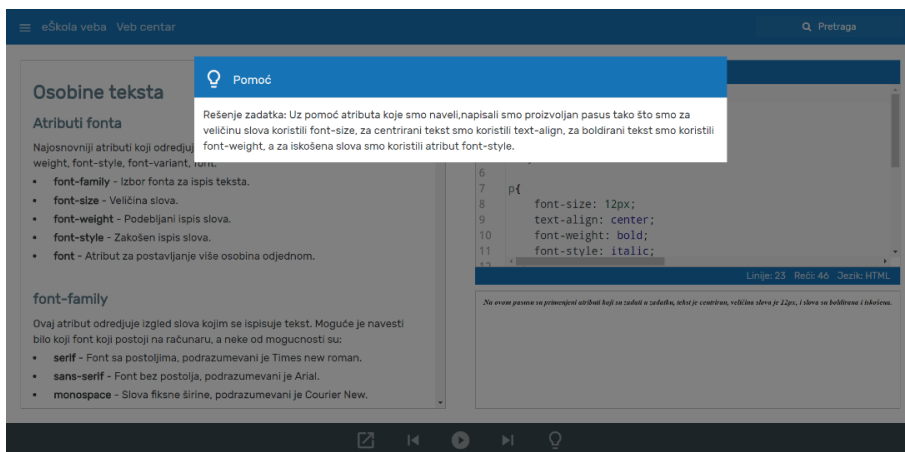 eŠkola veba Veb centar
Pretraga
Pomoć
Rešenje zadatka: Uz pomoć atributa koje smo naveli,napisali smo proizvoljan pasus tako što smo za
veličinu slova koristili font-size, za centrirani tekst smo koristili text-align, za boldirani tekst smo koristili
font-weight, a za iskošena slova smo koristili atribut font-style.
Osobine teksta
Atributi fonta
Najosnovniji atributi koji odredjuj
weight, font-style, font-variant, font.
• font-family - Izbor fonta za ispis teksta.
• font-size - Veličina slova.
• font-weight - Podebljani ispis slova.
• font-style - Zakošen ispis slova.
• font - Atribut za postavljanje više osobina odjednom.
font-family
Ovaj atribut odredjuje izgled slova kojim se ispisuje tekst. Moguće je navesti
bilo koji font koji postoji na računaru, a neke od mogucnosti su:
• serif - Font sa postoljima, podrazumevani je Times new roman.
• sans-serif - Font bez postolja, podrazumevani je Arial.
• monospace - Slova fiksne širine, podrazumevani je Courier New.
6
7 p{
8 font-size: 12px;
9 text-align: center;
10 font-weight: bold;
11 font-style: italic;
12
Linije: 23 Reči: 46 Jezik: HTML
Na ovom pasusu su primenjeni atributi koji su zadati u zadatku, tekst je centriran, veličina slova je 12px, i slova su boldirana i iskošena.